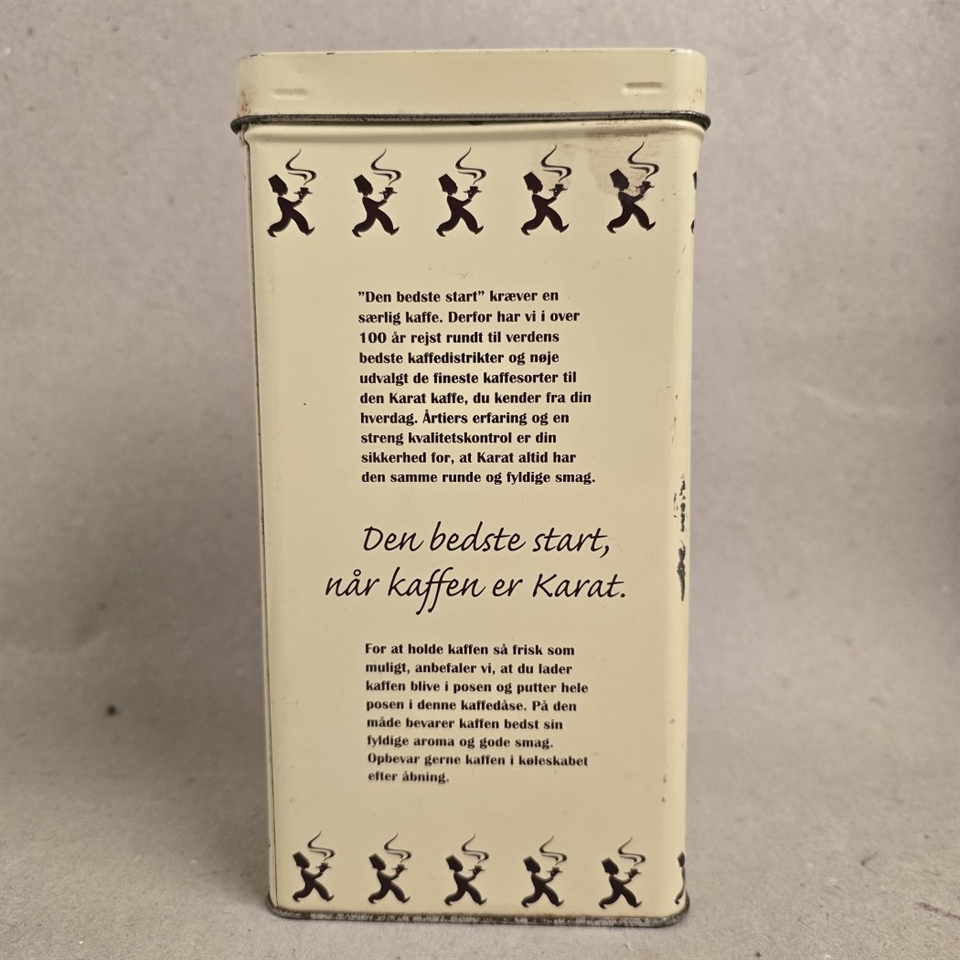 ”Den bedste start” kræver en
særlig kaffe. Derfor har vi i over
100 år rejst rundt til verdens
bedste kaffedistrikter og nøje
udvalgt de fineste kaffesorter til
den Karat kaffe, du kender fra din
hverdag. Årtiers erfaring og en
streng kvalitetskontrol er din
sikkerhed for, at Karat altid har
den samme runde og fyldige smag.
Den bedste start,
når kaffen er Karat.
For at holde kaffen så frisk som
muligt, anbefaler vi, at du lader
kaffen blive i posen og putter hele
posen i denne kaffedåse. På den
måde bevarer kaffen bedst sin
fyldige aroma og gode smag.
Opbevar gerne kaffen i køleskabet
efter åbning.